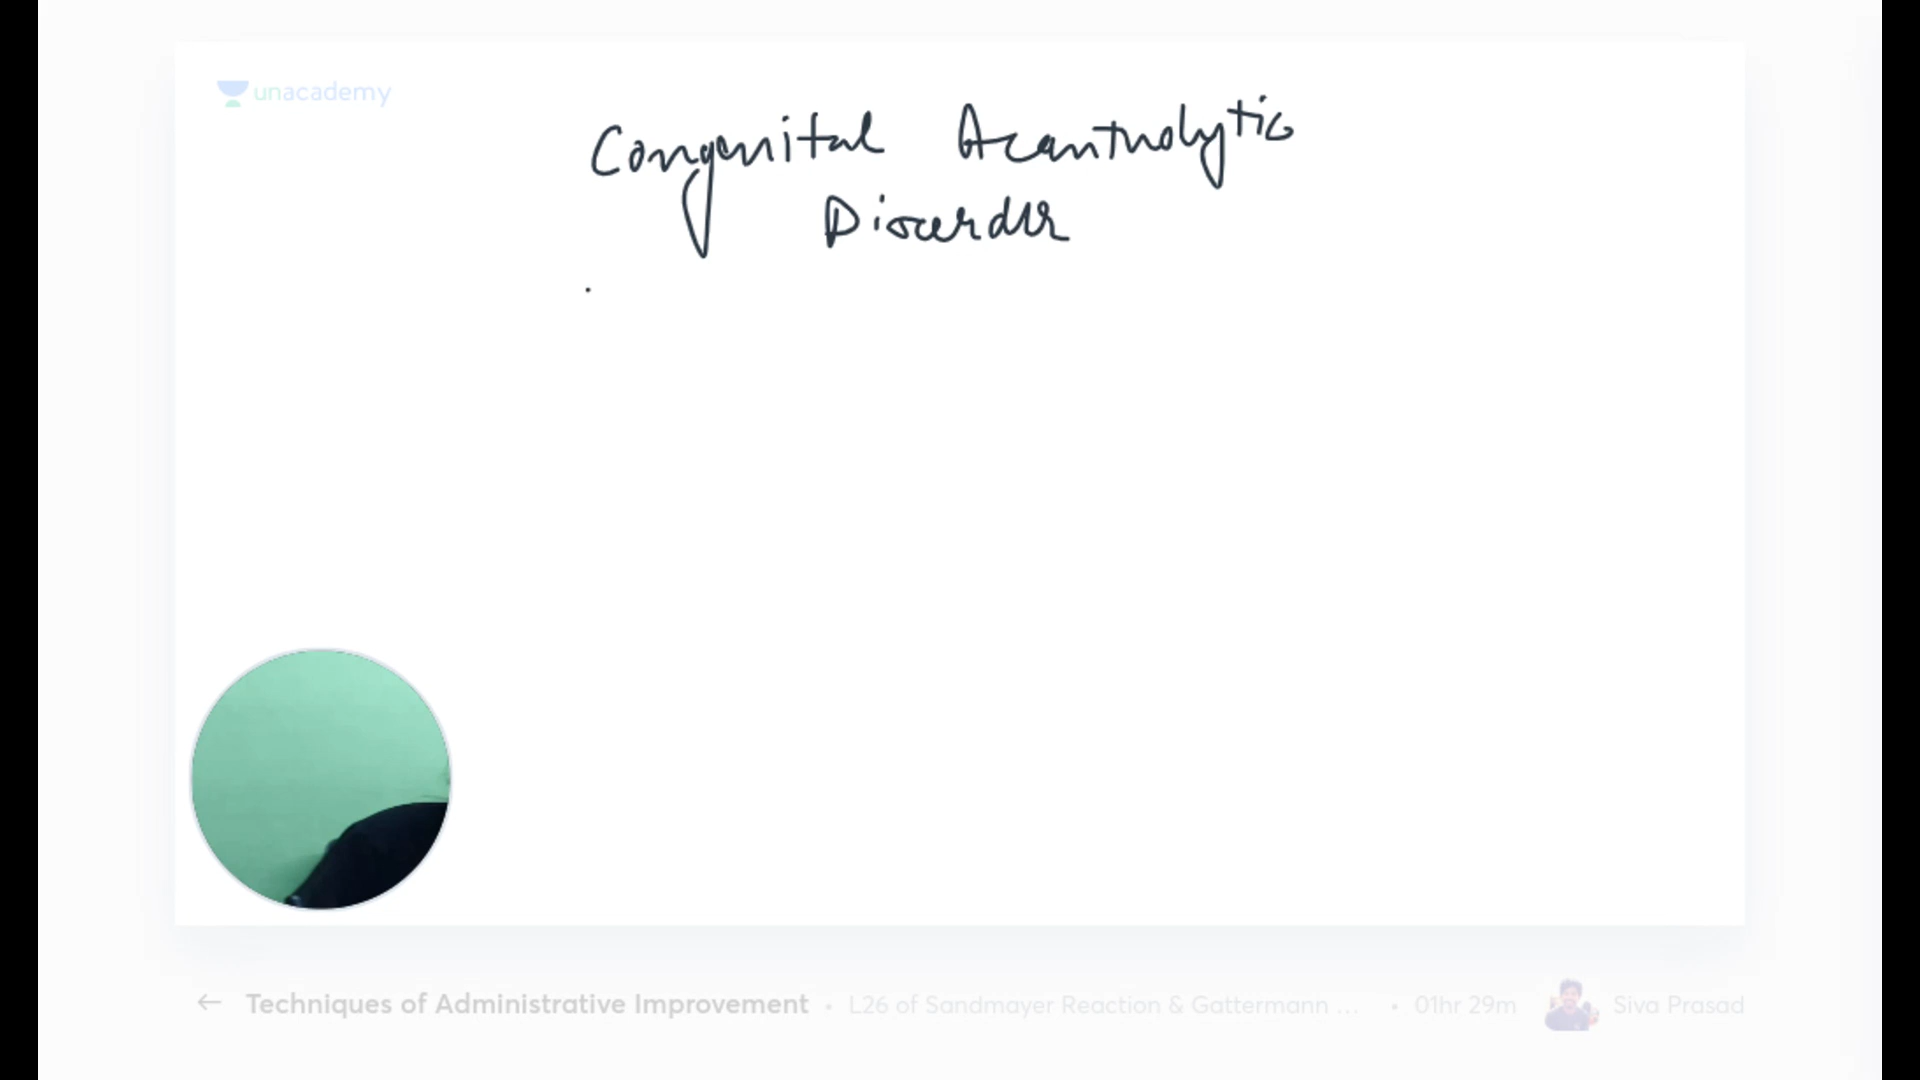 unacademy
Congenital Acantholytic
Disorder
Techniques of Administrative Improvement • L26 of Sandmayer Reaction & Gattermann ... • 01hr 29m Siva Prasad